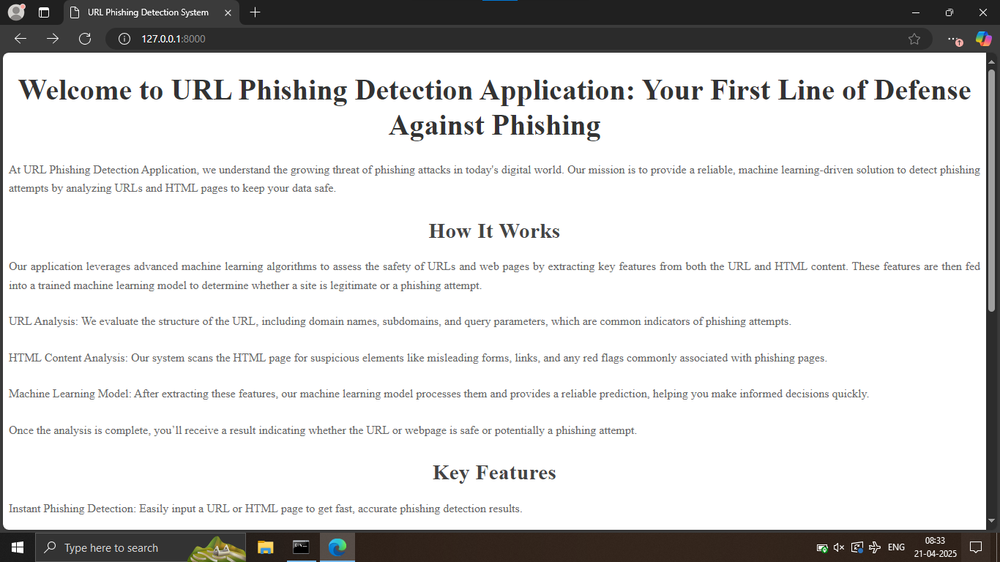 URL Phishing Detection System
127.0.0.1:8000
Welcome to URL Phishing Detection Application: Your First Line of Defense
Against Phishing
At URL Phishing Detection Application, we understand the growing threat of phishing attacks in today's digital world. Our mission is to provide a reliable, machine learning-driven solution to detect phishing
attempts by analyzing URLs and HTML pages to keep your data safe.
How It Works
Our application leverages advanced machine learning algorithms to assess the safety of URLs and web pages by extracting key features from both the URL and HTML content. These features are then fed
into a trained machine learning model to determine whether a site is legitimate or a phishing attempt.
URL Analysis: We evaluate the structure of the URL, including domain names, subdomains, and query parameters, which are common indicators of phishing attempts.
HTML Content Analysis: Our system scans the HTML page for suspicious elements like misleading forms, links, and any red flags commonly associated with phishing pages.
Machine Learning Model: After extracting these features, our machine learning model processes them and provides a reliable prediction, helping you make informed decisions quickly.
Once the analysis is complete, you’ll receive a result indicating whether the URL or webpage is safe or potentially a phishing attempt.
Key Features
Instant Phishing Detection: Easily input a URL or HTML page to get fast, accurate phishing detection results.
Type here to search
ENG
08:33
21-04-2025